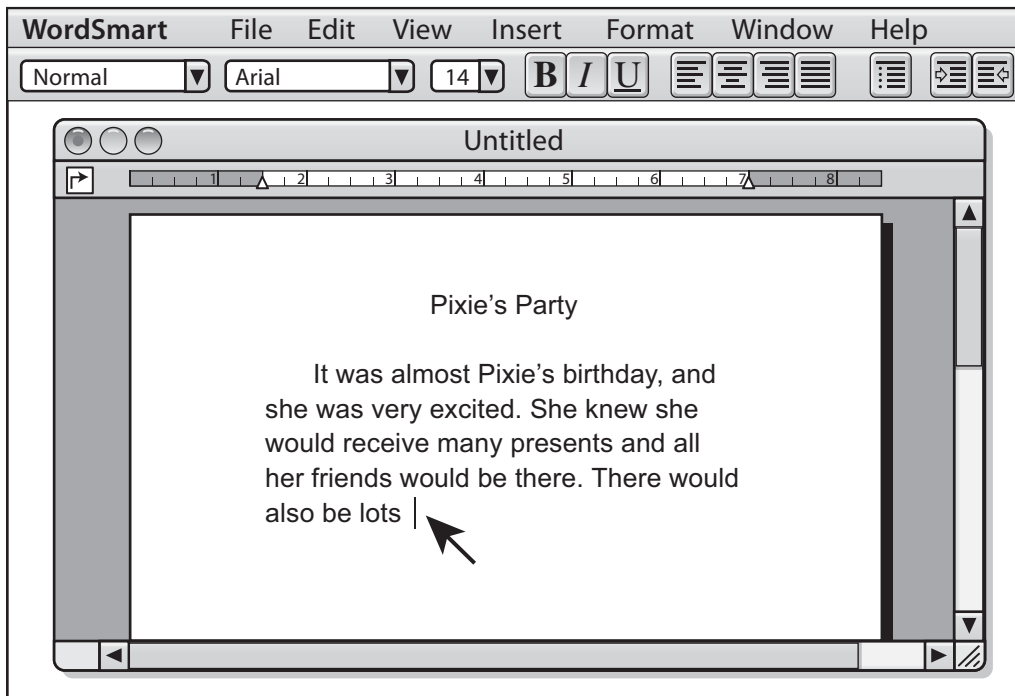 WordSmart File Edit View Insert Format Window Help
Normal Arial 14 B I U
Untitled
1 2 3 4 5 6 7 8
Pixie’s Party
It was almost Pixie’s birthday, and
she was very excited. She knew she
would receive many presents and all
her friends would be there. There would
also be lots